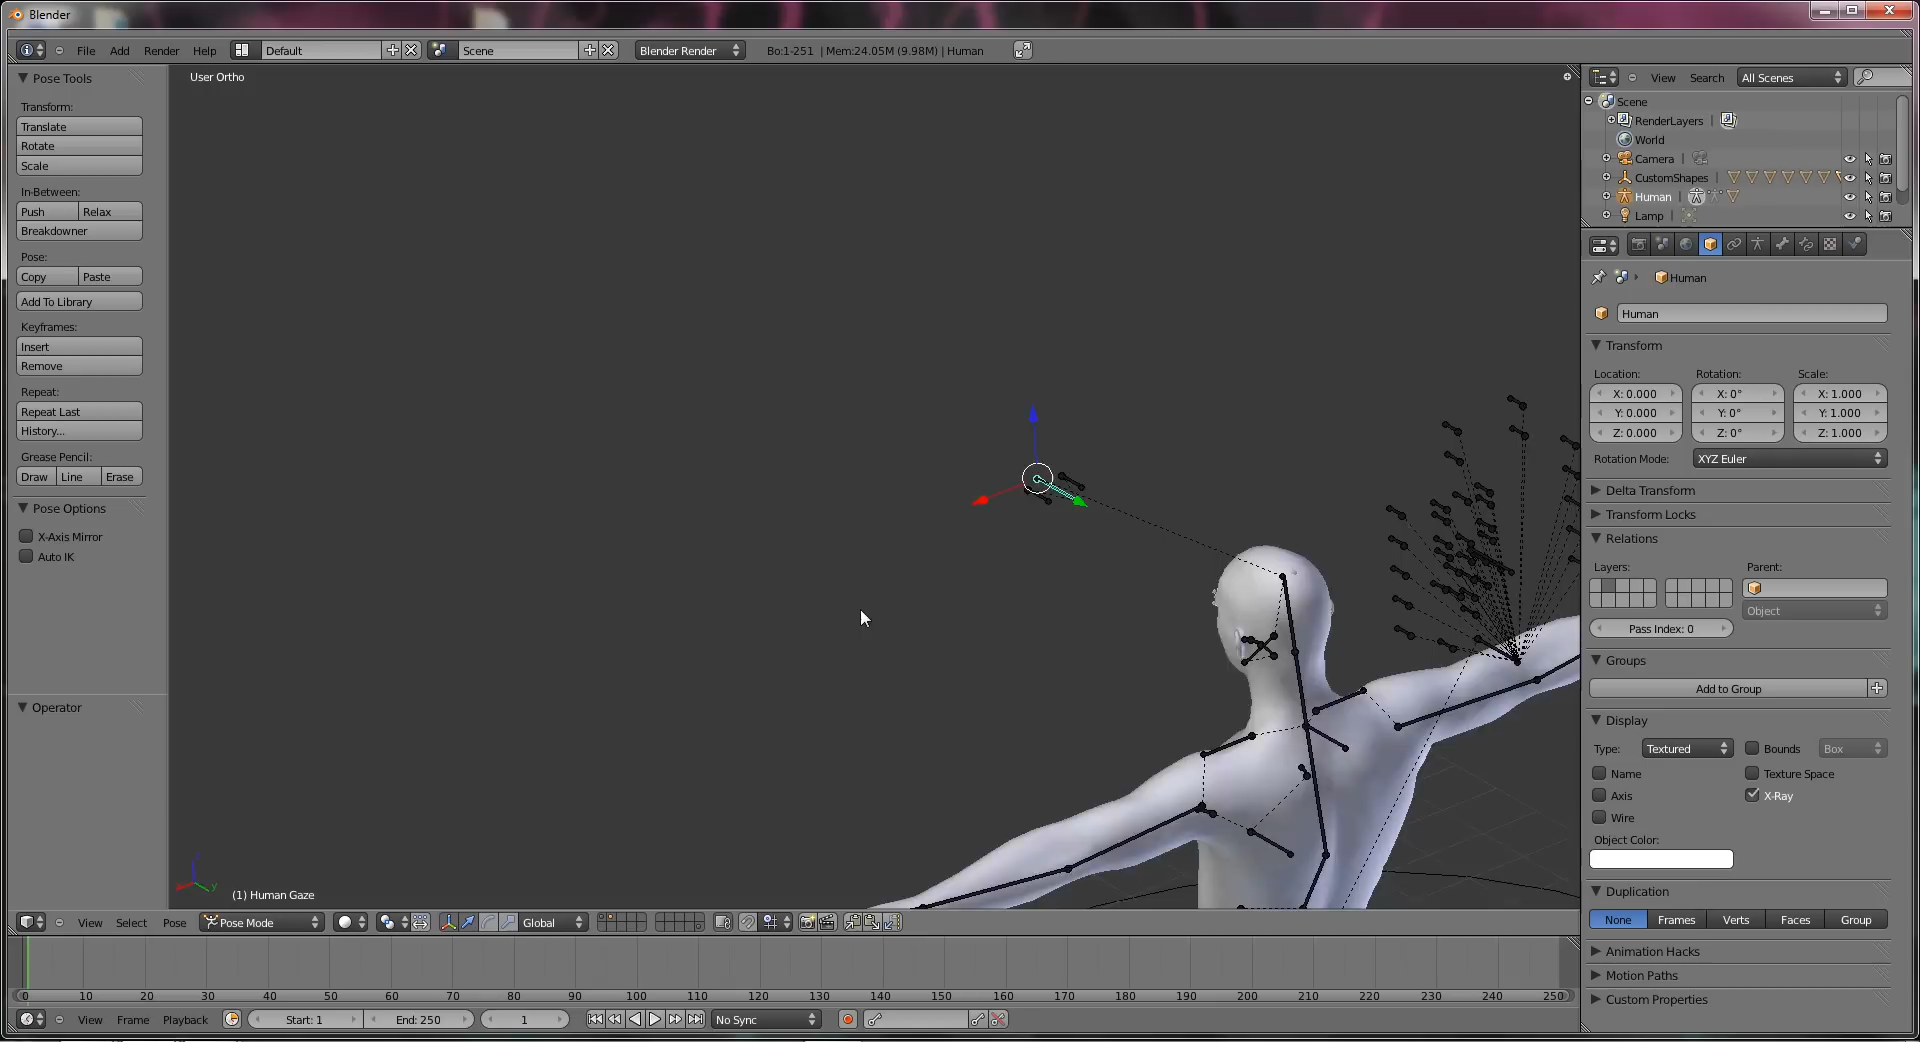 Blender
File Add Render Help Default Scene Blender Render Bo:1-251 | Mem:24.05M (9.98M) | Human
Pose Tools
Transform:
Translate
Rotate
Scale
In-Between:
Push Relax
Breakdowner
Pose:
Copy Paste
Add To Library
Keyframes:
Insert
Remove
Repeat:
Repeat Last
History...
Grease Pencil:
Draw Line Erase
Pose Options
X-Axis Mirror
Auto IK
Operator
User Ortho
(1) Human Gaze
View Select Pose Pose Mode Global
0 10 20 30 40 50 60 70 80 90 100 110 120 130 140 150 160 170 180 190 200 210 220 230 240 250
View Frame Playback Start: 1 End: 250 1 No Sync
View Search All Scenes
Scene
RenderLayers |
World
Camera |
CustomShapes |
Human |
Lamp |
Human
Human
Transform
Location: Rotation: Scale:
X: 0.000 X: 0° X: 1.000
Y: 0.000 Y: 0° Y: 1.000
Z: 0.000 Z: 0° Z: 1.000
Rotation Mode: XYZ Euler
Delta Transform
Transform Locks
Relations
Layers: Parent:
Object
Pass Index: 0
Groups
Add to Group
Display
Type: Textured Bounds Box
Name Texture Space
Axis X-Ray
Wire
Object Color:
Duplication
None Frames Verts Faces Group
Animation Hacks
Motion Paths
Custom Properties